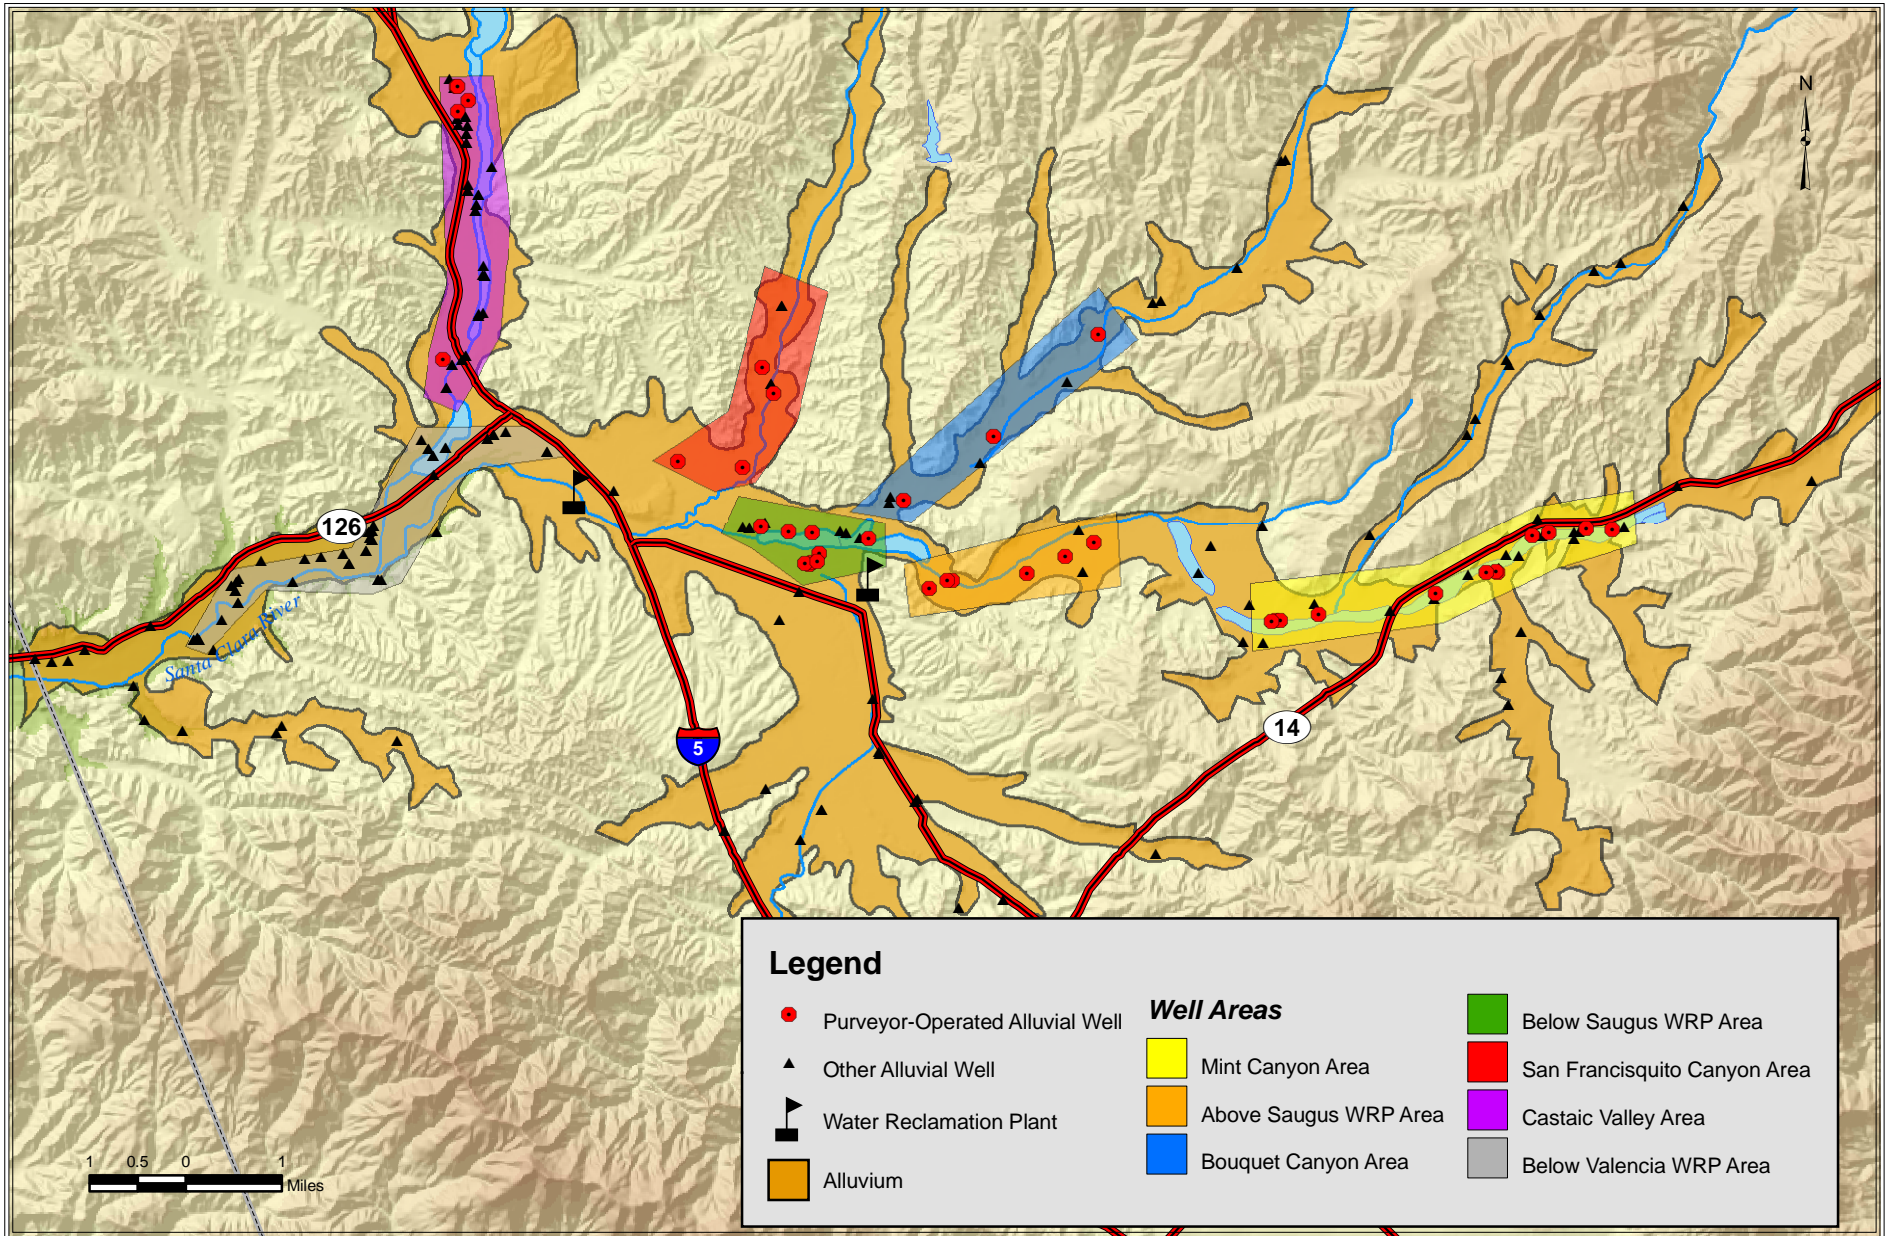 N
126
Santa Clara River
5
14
Legend
Purveyor-Operated Alluvial Well
Other Alluvial Well
Water Reclamation Plant
Alluvium
Well Areas
Mint Canyon Area
Above Saugus WRP Area
Bouquet Canyon Area
Below Saugus WRP Area
San Francisquito Canyon Area
Castaic Valley Area
Below Valencia WRP Area
1 0.5 0 1
Miles